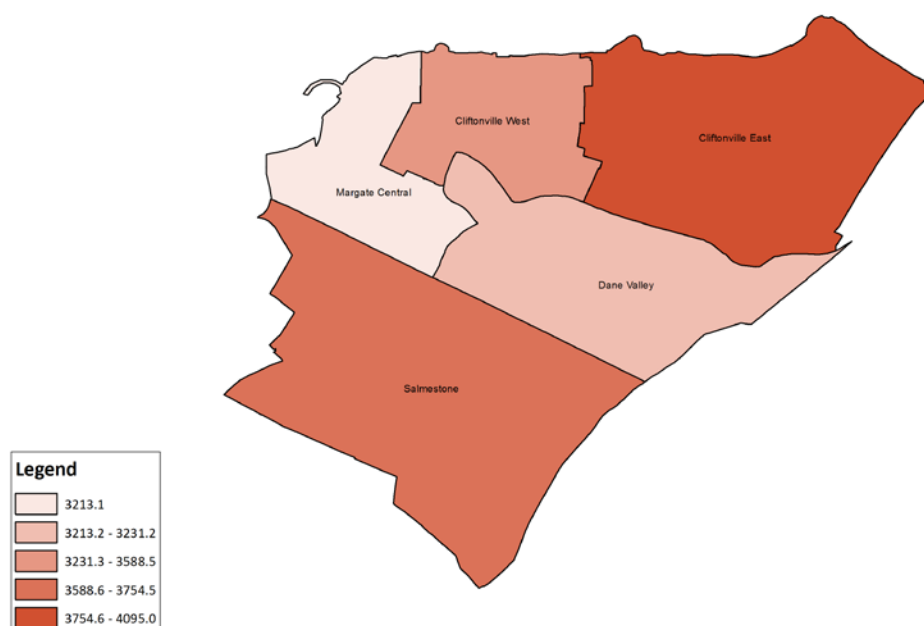 Cliftonville West
Cliftonville East
Margate Central
Dane Valley
Salmestone
Legend
3213.1
3213.2 - 3231.2
3231.3 - 3588.5
3588.6 - 3754.5
3754.6 - 4095.0